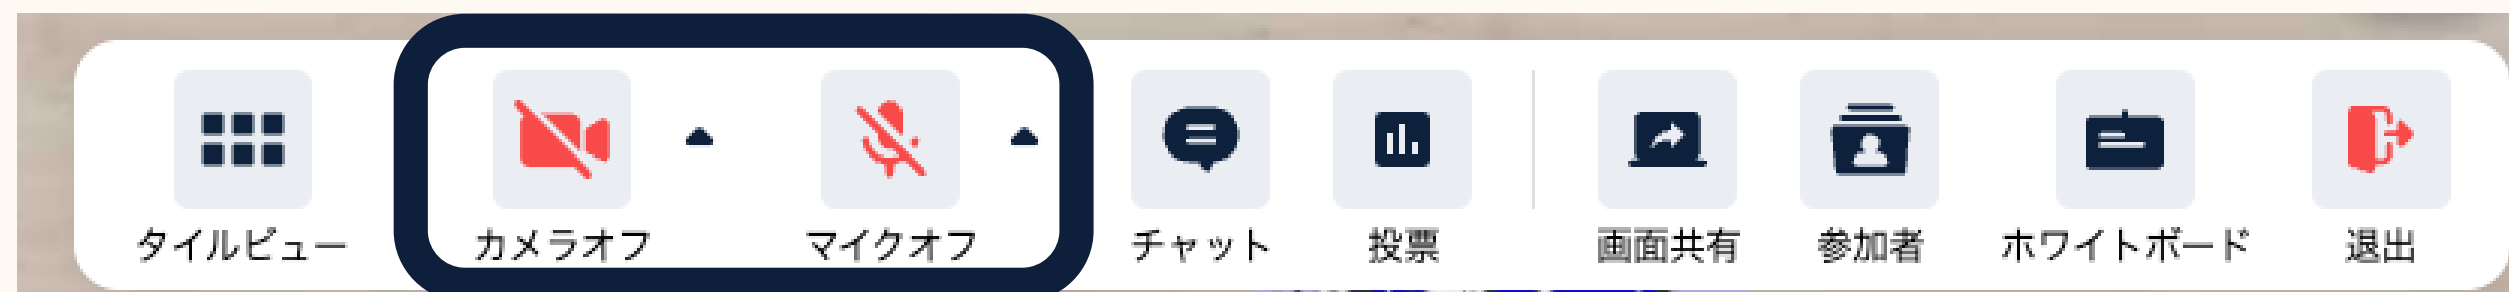 タイルビュー
カメラオフ
マイクオフ
チャット
投票
画面共有
参加者
ホワイトボード
退出